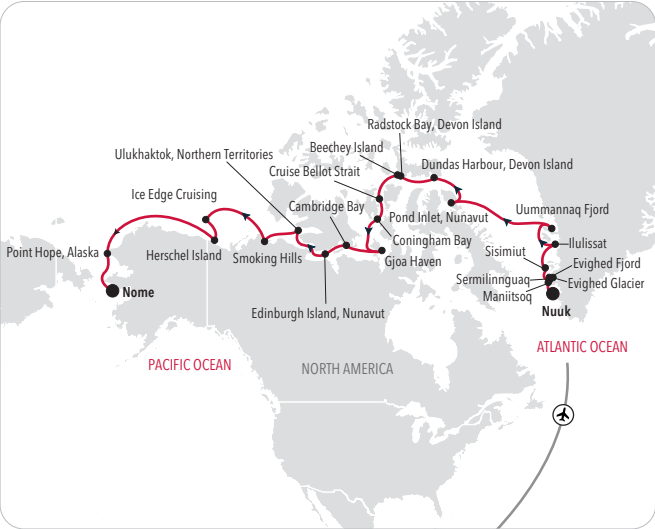 Radstock Bay, Devon Island
Beechey Island
Ulukhaktok, Northern Territories
Dundas Harbour, Devon Island
Cruise Bellot Strait
Ice Edge Cruising
Cambridge Bay
Pond Inlet, Nunavut
Uummannaq Fjord
Point Hope, Alaska
Herschel Island
Smoking Hills
Coningham Bay
Gjoa Haven
Ilulissat
Sisimiut
Evighed Fjord
Sermilinnguaq
Evighed Glacier
Maniitsoq
Nome
Edinburgh Island, Nunavut
Nuuk
ATLANTIC OCEAN
PACIFIC OCEAN
NORTH AMERICA